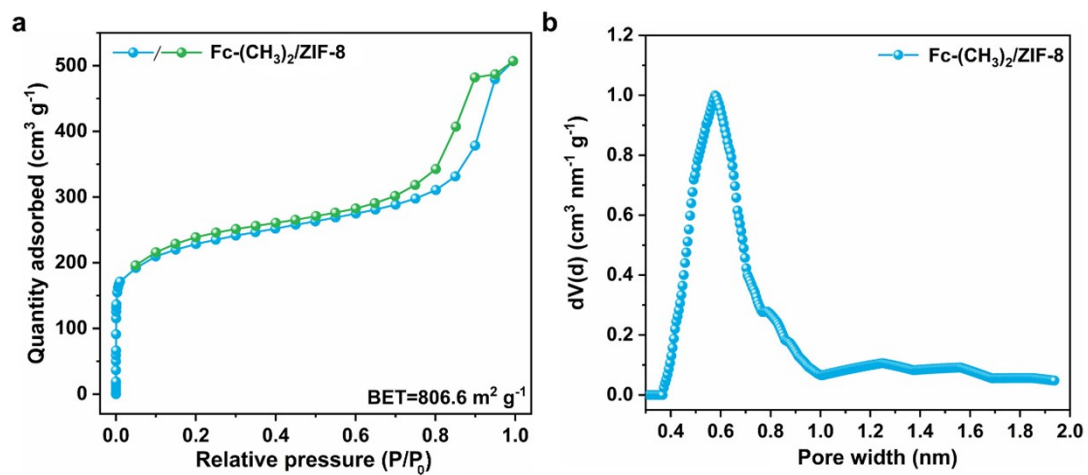 a
Fc-(CH₃)₂/ZIF-8
Quantity adsorbed (cm³ g⁻¹)
500
400
300
200
100
0
BET=806.6 m² g⁻¹
0.0 0.2 0.4 0.6 0.8 1.0
Relative pressure (P/P₀)
b
Fc-(CH₃)₂/ZIF-8
dV(d) (cm³ nm⁻¹ g⁻¹)
1.2
1.0
0.8
0.6
0.4
0.2
0.0
0.4 0.6 0.8 1.0 1.2 1.4 1.6 1.8 2.0
Pore width (nm)